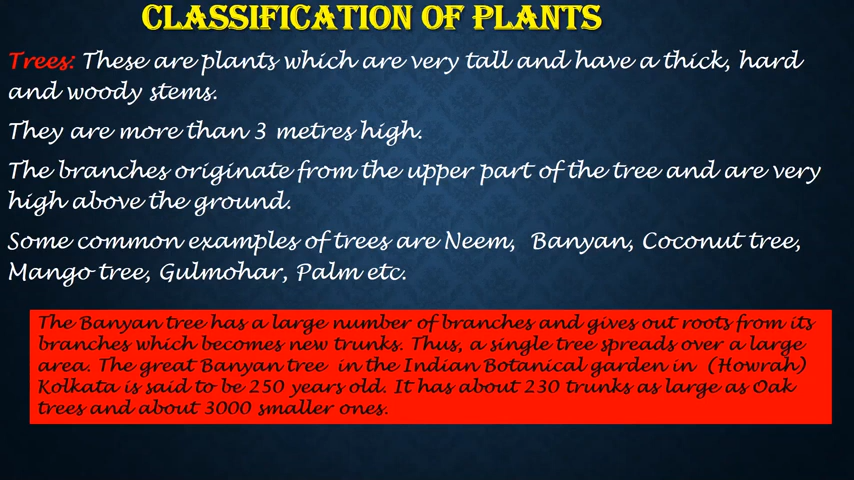 CLASSIFICATION OF PLANTS
Trees: These are plants which are very tall and have a thick, hard
and woody stems.
They are more than 3 metres high.
The branches originate from the upper part of the tree and are very
high above the ground.
Some common examples of trees are Neem, Banyan, Coconut tree,
Mango tree, Gulmohar, Palm etc.
The Banyan tree has a large number of branches and gives out roots from its
branches which becomes new trunks. Thus, a single tree spreads over a large
area. The great Banyan tree in the Indian Botanical garden in (Howrah)
Kolkata is said to be 250 years old. It has about 230 trunks as large as Oak
trees and about 3000 smaller ones.